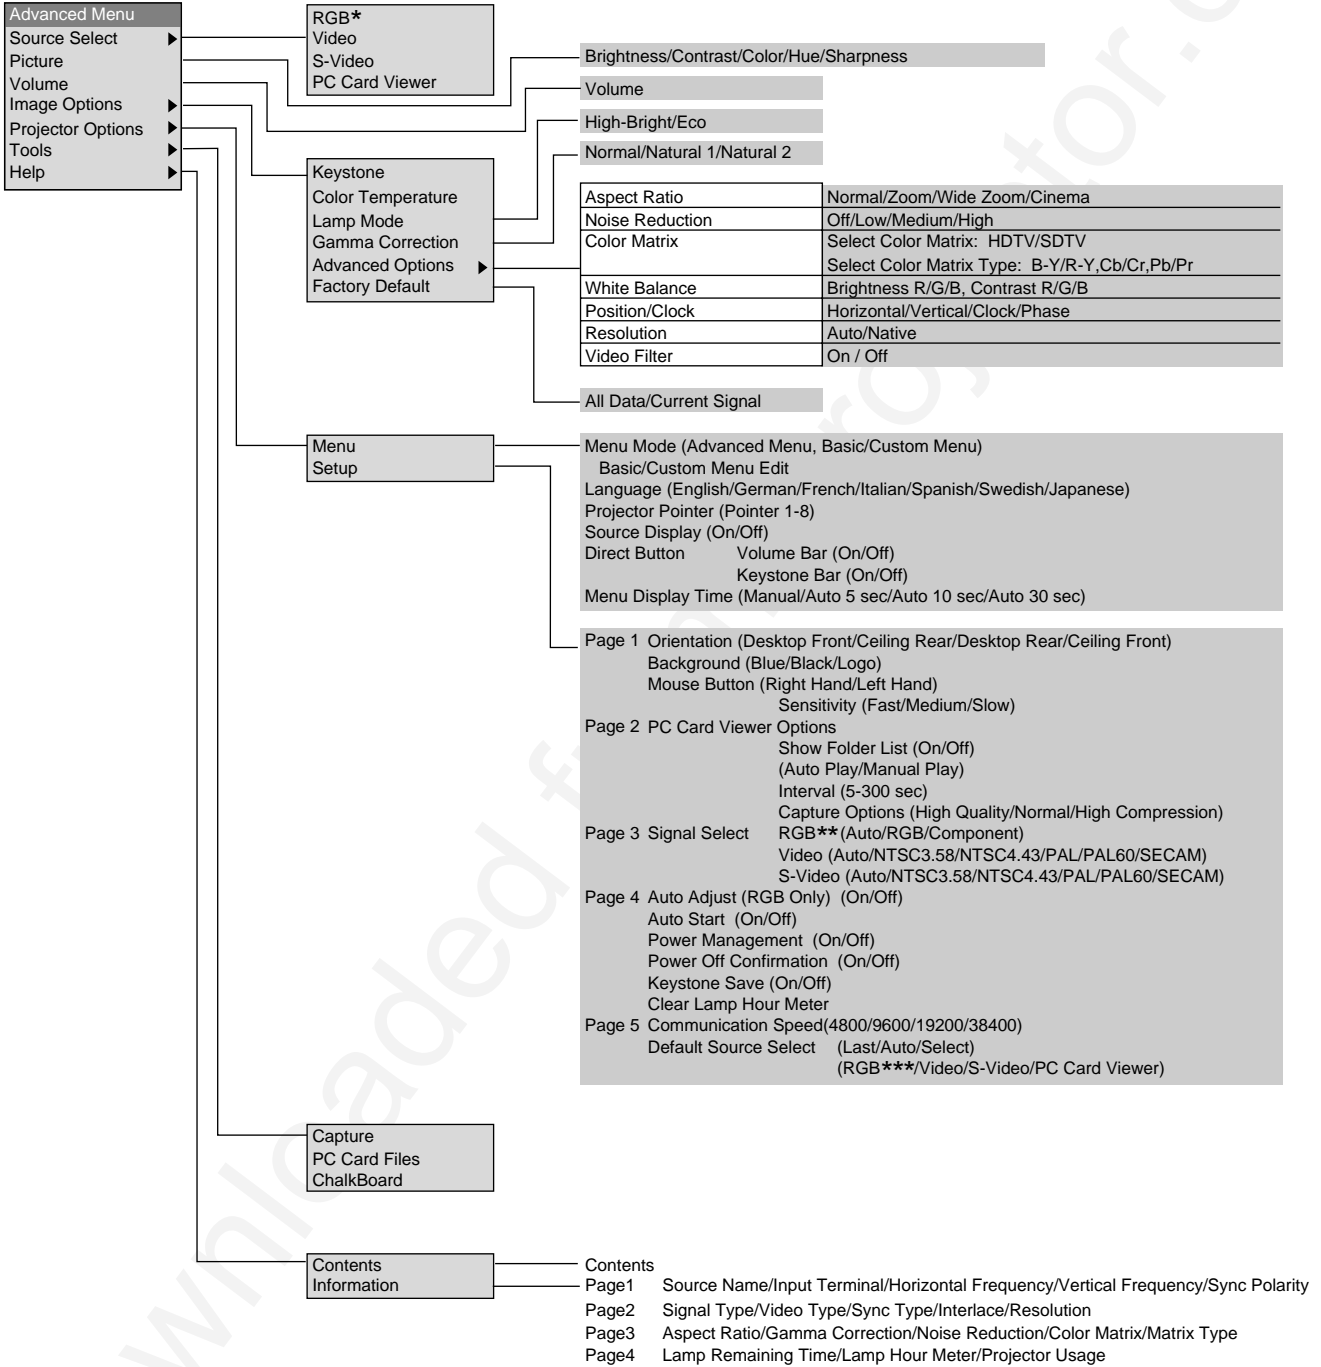 Advanced Menu
Source Select
Picture
Volume
Image Options
Projector Options
Tools
Help
RGB*
Video
S-Video
PC Card Viewer
Brightness/Contrast/Color/Hue/Sharpness
Volume
High-Bright/Eco
Normal/Natural 1/Natural 2
Keystone
Color Temperature
Lamp Mode
Gamma Correction
Advanced Options
Factory Default
Aspect Ratio Normal/Zoom/Wide Zoom/Cinema
Noise Reduction Off/Low/Medium/High
Color Matrix Select Color Matrix: HDTV/SDTV
Select Color Matrix Type: B-Y/R-Y,Cb/Cr,Pb/Pr
White Balance Brightness R/G/B, Contrast R/G/B
Position/Clock Horizontal/Vertical/Clock/Phase
Resolution Auto/Native
Video Filter On / Off
All Data/Current Signal
Menu
Setup
Menu Mode (Advanced Menu, Basic/Custom Menu)
Basic/Custom Menu Edit
Language (English/German/French/Italian/Spanish/Swedish/Japanese)
Projector Pointer (Pointer 1-8)
Source Display (On/Off)
Direct Button Volume Bar (On/Off)
Keystone Bar (On/Off)
Menu Display Time (Manual/Auto 5 sec/Auto 10 sec/Auto 30 sec)
Page 1 Orientation (Desktop Front/Ceiling Rear/Desktop Rear/Ceiling Front)
Background (Blue/Black/Logo)
Mouse Button (Right Hand/Left Hand)
Sensitivity (Fast/Medium/Slow)
Page 2 PC Card Viewer Options
Show Folder List (On/Off)
(Auto Play/Manual Play)
Interval (5-300 sec)
Capture Options (High Quality/Normal/High Compression)
Page 3 Signal Select RGB**(Auto/RGB/Component)
Video (Auto/NTSC3.58/NTSC4.43/PAL/PAL60/SECAM)
S-Video (Auto/NTSC3.58/NTSC4.43/PAL/PAL60/SECAM)
Page 4 Auto Adjust (RGB Only) (On/Off)
Auto Start (On/Off)
Power Management (On/Off)
Power Off Confirmation (On/Off)
Keystone Save (On/Off)
Clear Lamp Hour Meter
Page 5 Communication Speed(4800/9600/19200/38400)
Default Source Select (Last/Auto/Select)
(RGB***/Video/S-Video/PC Card Viewer)
Capture
PC Card Files
ChalkBoard
Contents
Information
Contents
Page1 Source Name/Input Terminal/Horizontal Frequency/Vertical Frequency/Sync Polarity
Page2 Signal Type/Video Type/Sync Type/Interlace/Resolution
Page3 Aspect Ratio/Gamma Correction/Noise Reduction/Color Matrix/Matrix Type
Page4 Lamp Remaining Time/Lamp Hour Meter/Projector Usage